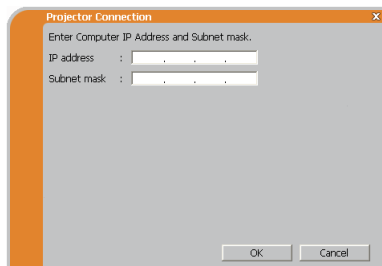 Projector Connection X
Enter Computer IP Address and Subnet mask.
IP address : . . .
Subnet mask : . . .
OK Cancel